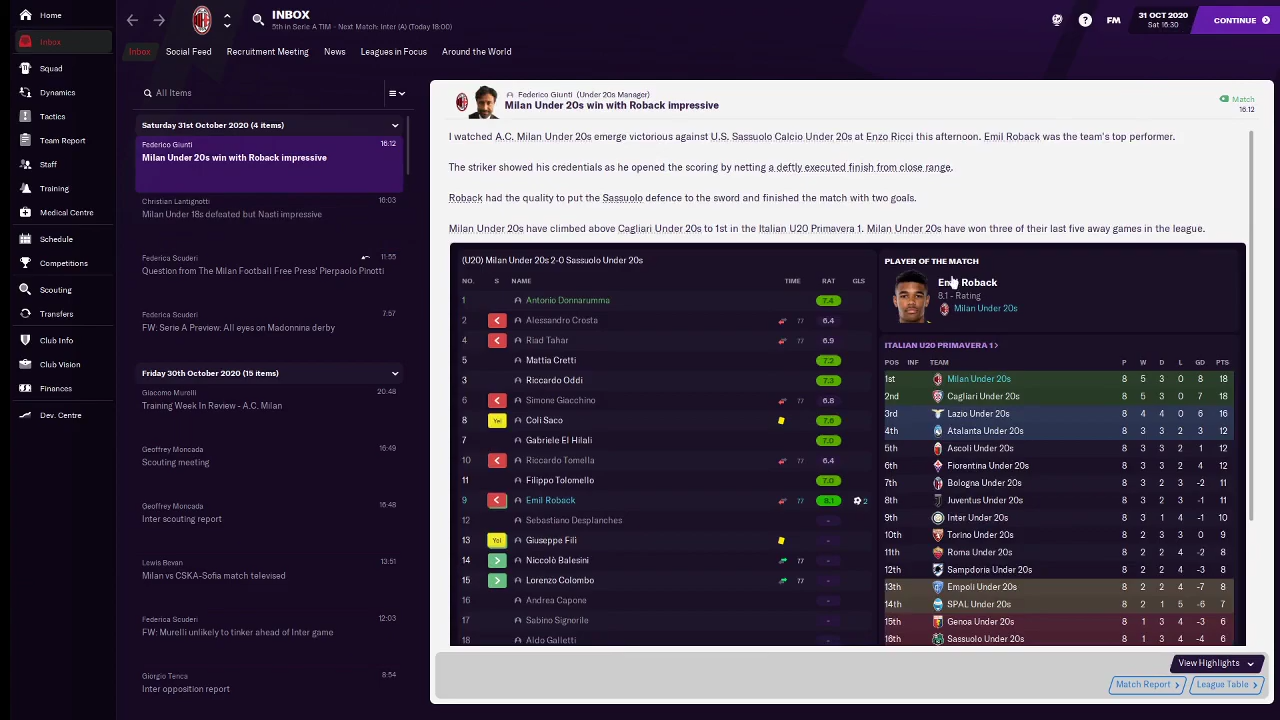 Home
Inbox
Squad
Dynamics
Tactics
Team Report
Staff
Training
Medical Centre
Schedule
Competitions
Scouting
Transfers
Club Info
Club Vision
Finances
Dev. Centre
INBOX
5th in Serie A TIM - Next Match: Inter (A) (Today 18:00)
FM
31 OCT 2020
Sat 16:30
CONTINUE
Inbox Social Feed Recruitment Meeting News Leagues in Focus Around the World
All Items
Saturday 31st October 2020 (4 items)
Federico Giunti 16:12
Milan Under 20s win with Roback impressive
Christian Lantignotti 16:03
Milan Under 18s defeated but Nasti impressive
Federica Scuderi 11:55
Question from The Milan Football Free Press' Pierpaolo Pinotti
Federica Scuderi 7:57
FW: Serie A Preview: All eyes on Madonnina derby
Friday 30th October 2020 (15 items)
Giacomo Murelli 20:48
Training Week In Review - A.C. Milan
Geoffrey Moncada 16:49
Scouting meeting
Geoffrey Moncada 16:48
Inter scouting report
Lewis Bevan 13:51
Milan vs CSKA-Sofia match televised
Federica Scuderi 12:03
FW: Murelli unlikely to tinker ahead of Inter game
Giorgio Tenca 8:54
Inter opposition report
Federico Giunti (Under 20s Manager)
Milan Under 20s win with Roback impressive
Match
16.12
I watched A.C. Milan Under 20s emerge victorious against U.S. Sassuolo Calcio Under 20s at Enzo Ricci this afternoon. Emil Roback was the team's top performer.
The striker showed his credentials as he opened the scoring by netting a deftly executed finish from close range.
Roback had the quality to put the Sassuolo defence to the sword and finished the match with two goals.
Milan Under 20s have climbed above Cagliari Under 20s to 1st in the Italian U20 Primavera 1. Milan Under 20s have won three of their last five away games in the league.
(U20) Milan Under 20s 2-0 Sassuolo Under 20s
NO. S NAME TIME RAT GLS
1 Antonio Donnarumma 7.4
2 Alessandro Crosta 77 6.4
4 Riad Tahar 77 6.9
5 Mattia Cretti 7.2
3 Riccardo Oddi 7.3
6 Simone Giacchino 77 6.8
8 Yel Coli Saco 7.6
7 Gabriele El Hilali 7.0
10 Riccardo Tomella 77 6.4
11 Filippo Tolomello 7.0
9 Emil Roback 77 8.1 2
12 Sebastiano Desplanches -
13 Yel Giuseppe Filì -
14 Niccolò Balesini 77 -
15 Lorenzo Colombo 77 -
16 Andrea Capone -
17 Sabino Signorile -
18 Aldo Galletti -
PLAYER OF THE MATCH
Emil Roback
8.1 - Rating
Milan Under 20s
ITALIAN U20 PRIMAVERA 1 >
POS INF TEAM P W D L GD PTS
1st Milan Under 20s 8 5 3 0 8 18
2nd Cagliari Under 20s 8 5 3 0 7 18
3rd Lazio Under 20s 8 4 4 0 6 16
4th Atalanta Under 20s 8 3 3 2 3 12
5th Ascoli Under 20s 8 3 3 2 1 12
6th Fiorentina Under 20s 8 3 3 2 4 12
7th Bologna Under 20s 8 3 2 3 -2 11
8th Juventus Under 20s 8 3 2 3 -1 11
9th Inter Under 20s 8 3 1 4 -1 10
10th Torino Under 20s 8 2 3 3 0 9
11th Roma Under 20s 8 2 2 4 -2 8
12th Sampdoria Under 20s 8 2 2 4 -3 8
13th Empoli Under 20s 8 2 2 4 -7 8
14th SPAL Under 20s 8 2 1 5 -6 7
15th Genoa Under 20s 8 1 3 4 -3 6
16th Sassuolo Under 20s 8 1 3 4 -4 6
View Highlights
Match Report >
League Table >